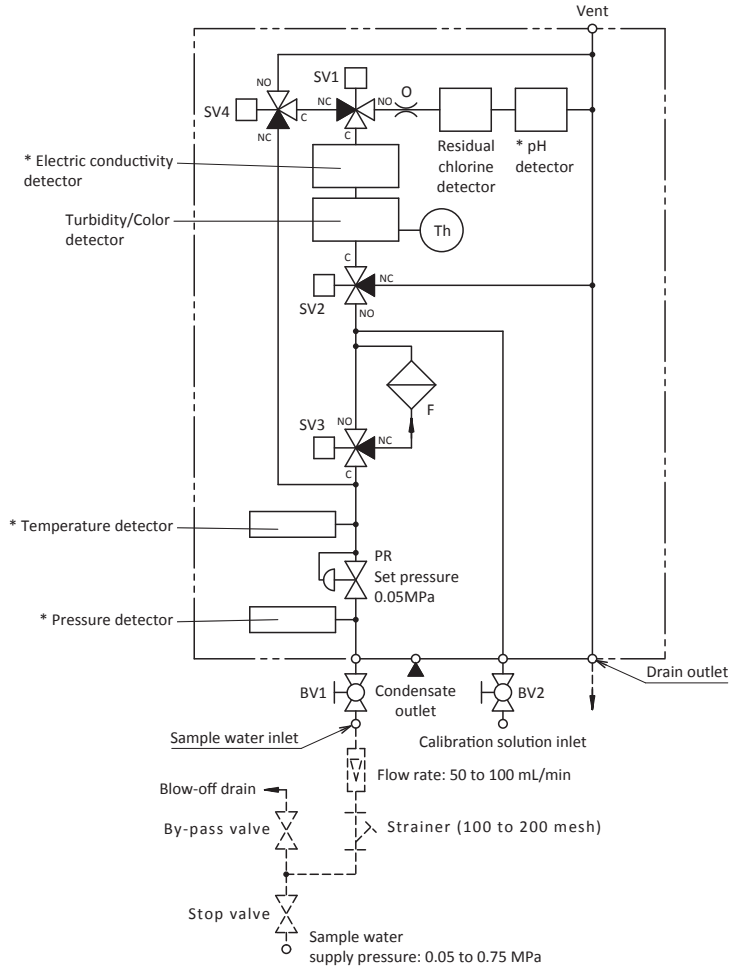 Vent
SV1
NO
NC
NO
O
SV4
C
NC
C
Residual
chlorine
detector
* pH
detector
* Electric conductivity
detector
Turbidity/Color
detector
Th
C
NC
SV2
NO
F
NO
SV3
NC
C
* Temperature detector
PR
Set pressure
0.05MPa
* Pressure detector
Drain outlet
BV1
Condensate
outlet
BV2
Sample water inlet
Calibration solution inlet
Flow rate: 50 to 100 mL/min
Blow-off drain
By-pass valve
Strainer (100 to 200 mesh)
Stop valve
Sample water
supply pressure: 0.05 to 0.75 MPa